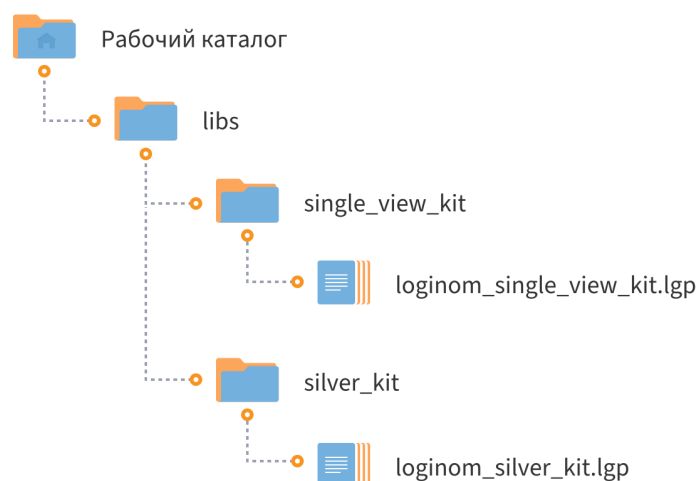 Рабочий каталог
libs
single_view_kit
loginom_single_view_kit.lgp
silver_kit
loginom_silver_kit.lgp